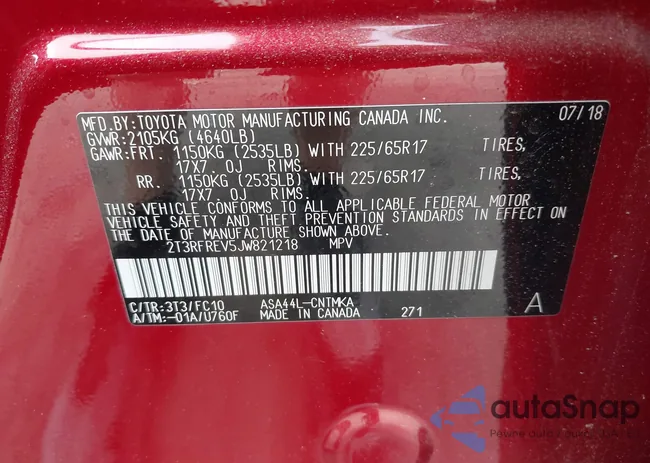 MFD.BY:TOYOTA MOTOR MANUFACTURING CANADA INC. 07/18
GVWR:2105KG (4640LB)
GAWR:FRT. 1150KG (2535LB) WITH 225/65R17 TIRES,
17X7 0J RIMS.
RR. 1150KG (2535LB) WITH 225/65R17 TIRES,
17X7 0J RIMS.
THIS VEHICLE CONFORMS TO ALL APPLICABLE FEDERAL MOTOR
VEHICLE SAFETY AND THEFT PREVENTION STANDARDS IN EFFECT ON
THE DATE OF MANUFACTURE SHOWN ABOVE.
2T3RFREV5JW821218 MPV
C/TR:3T3/FC10 ASA44L-CNTMKA
A/TM:-01A/U760F MADE IN CANADA 271 A
autaSnap
Pewne auta z